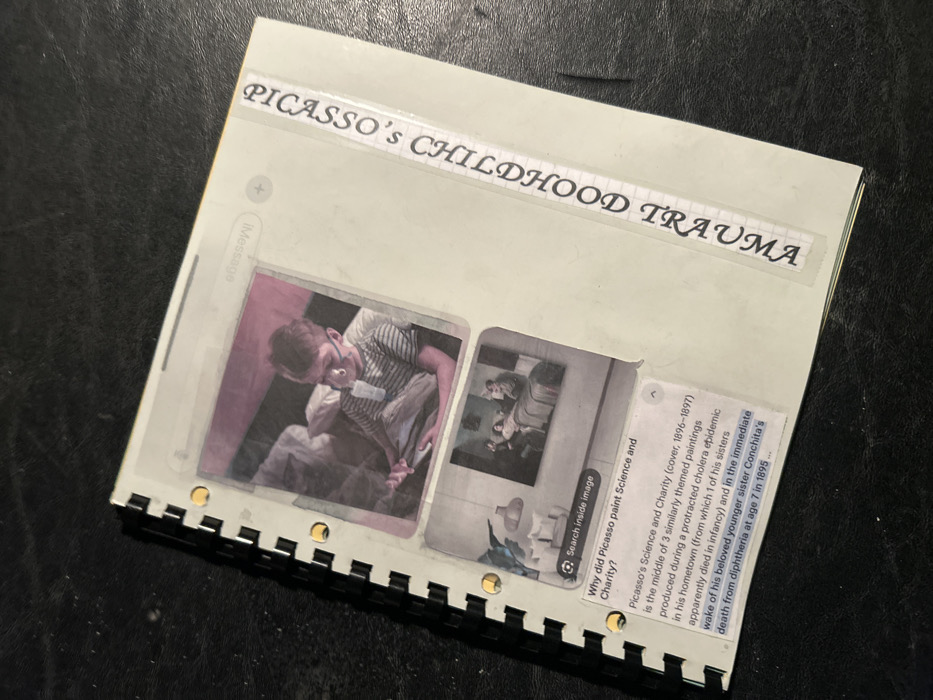 PICASSO's CHILDHOOD TRAUMA
iMessage
Search inside image
Why did Picasso paint Science and
Charity?
Picasso's Science and Charity (cover, 1896–1897)
is the middle of 3 similarly themed paintings
produced during a protracted cholera epidemic
in his hometown (from which 1 of his sisters
apparently died in infancy) and in the immediate
wake of his beloved younger sister Conchita's
death from diphtheria at age 7 in 1895 ...